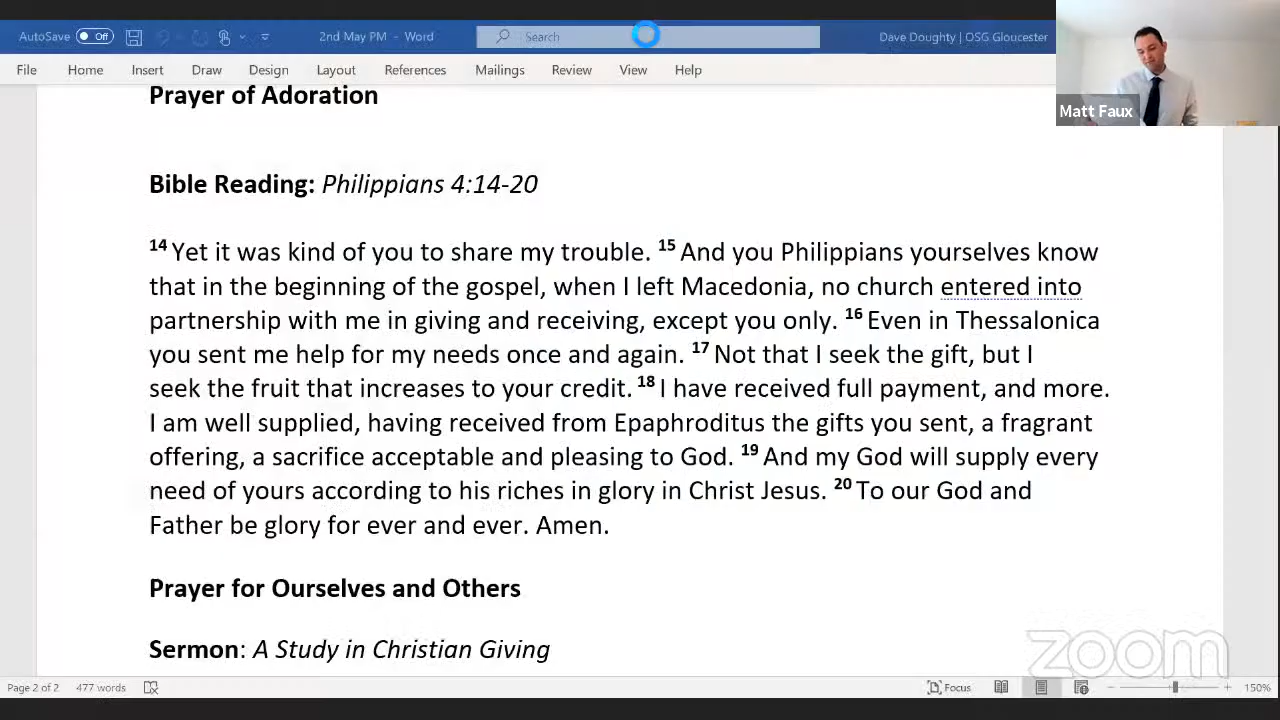 AutoSave Off 2nd May PM - Word Search Dave Doughty | OSG Gloucester
File Home Insert Draw Design Layout References Mailings Review View Help
Matt Faux
Prayer of Adoration
Bible Reading: Philippians 4:14-20
14 Yet it was kind of you to share my trouble. 15 And you Philippians yourselves know
that in the beginning of the gospel, when I left Macedonia, no church entered into
partnership with me in giving and receiving, except you only. 16 Even in Thessalonica
you sent me help for my needs once and again. 17 Not that I seek the gift, but I
seek the fruit that increases to your credit. 18 I have received full payment, and more.
I am well supplied, having received from Epaphroditus the gifts you sent, a fragrant
offering, a sacrifice acceptable and pleasing to God. 19 And my God will supply every
need of yours according to his riches in glory in Christ Jesus. 20 To our God and
Father be glory for ever and ever. Amen.
Prayer for Ourselves and Others
Sermon: A Study in Christian Giving
zoom
Page 2 of 2 477 words Focus 150%